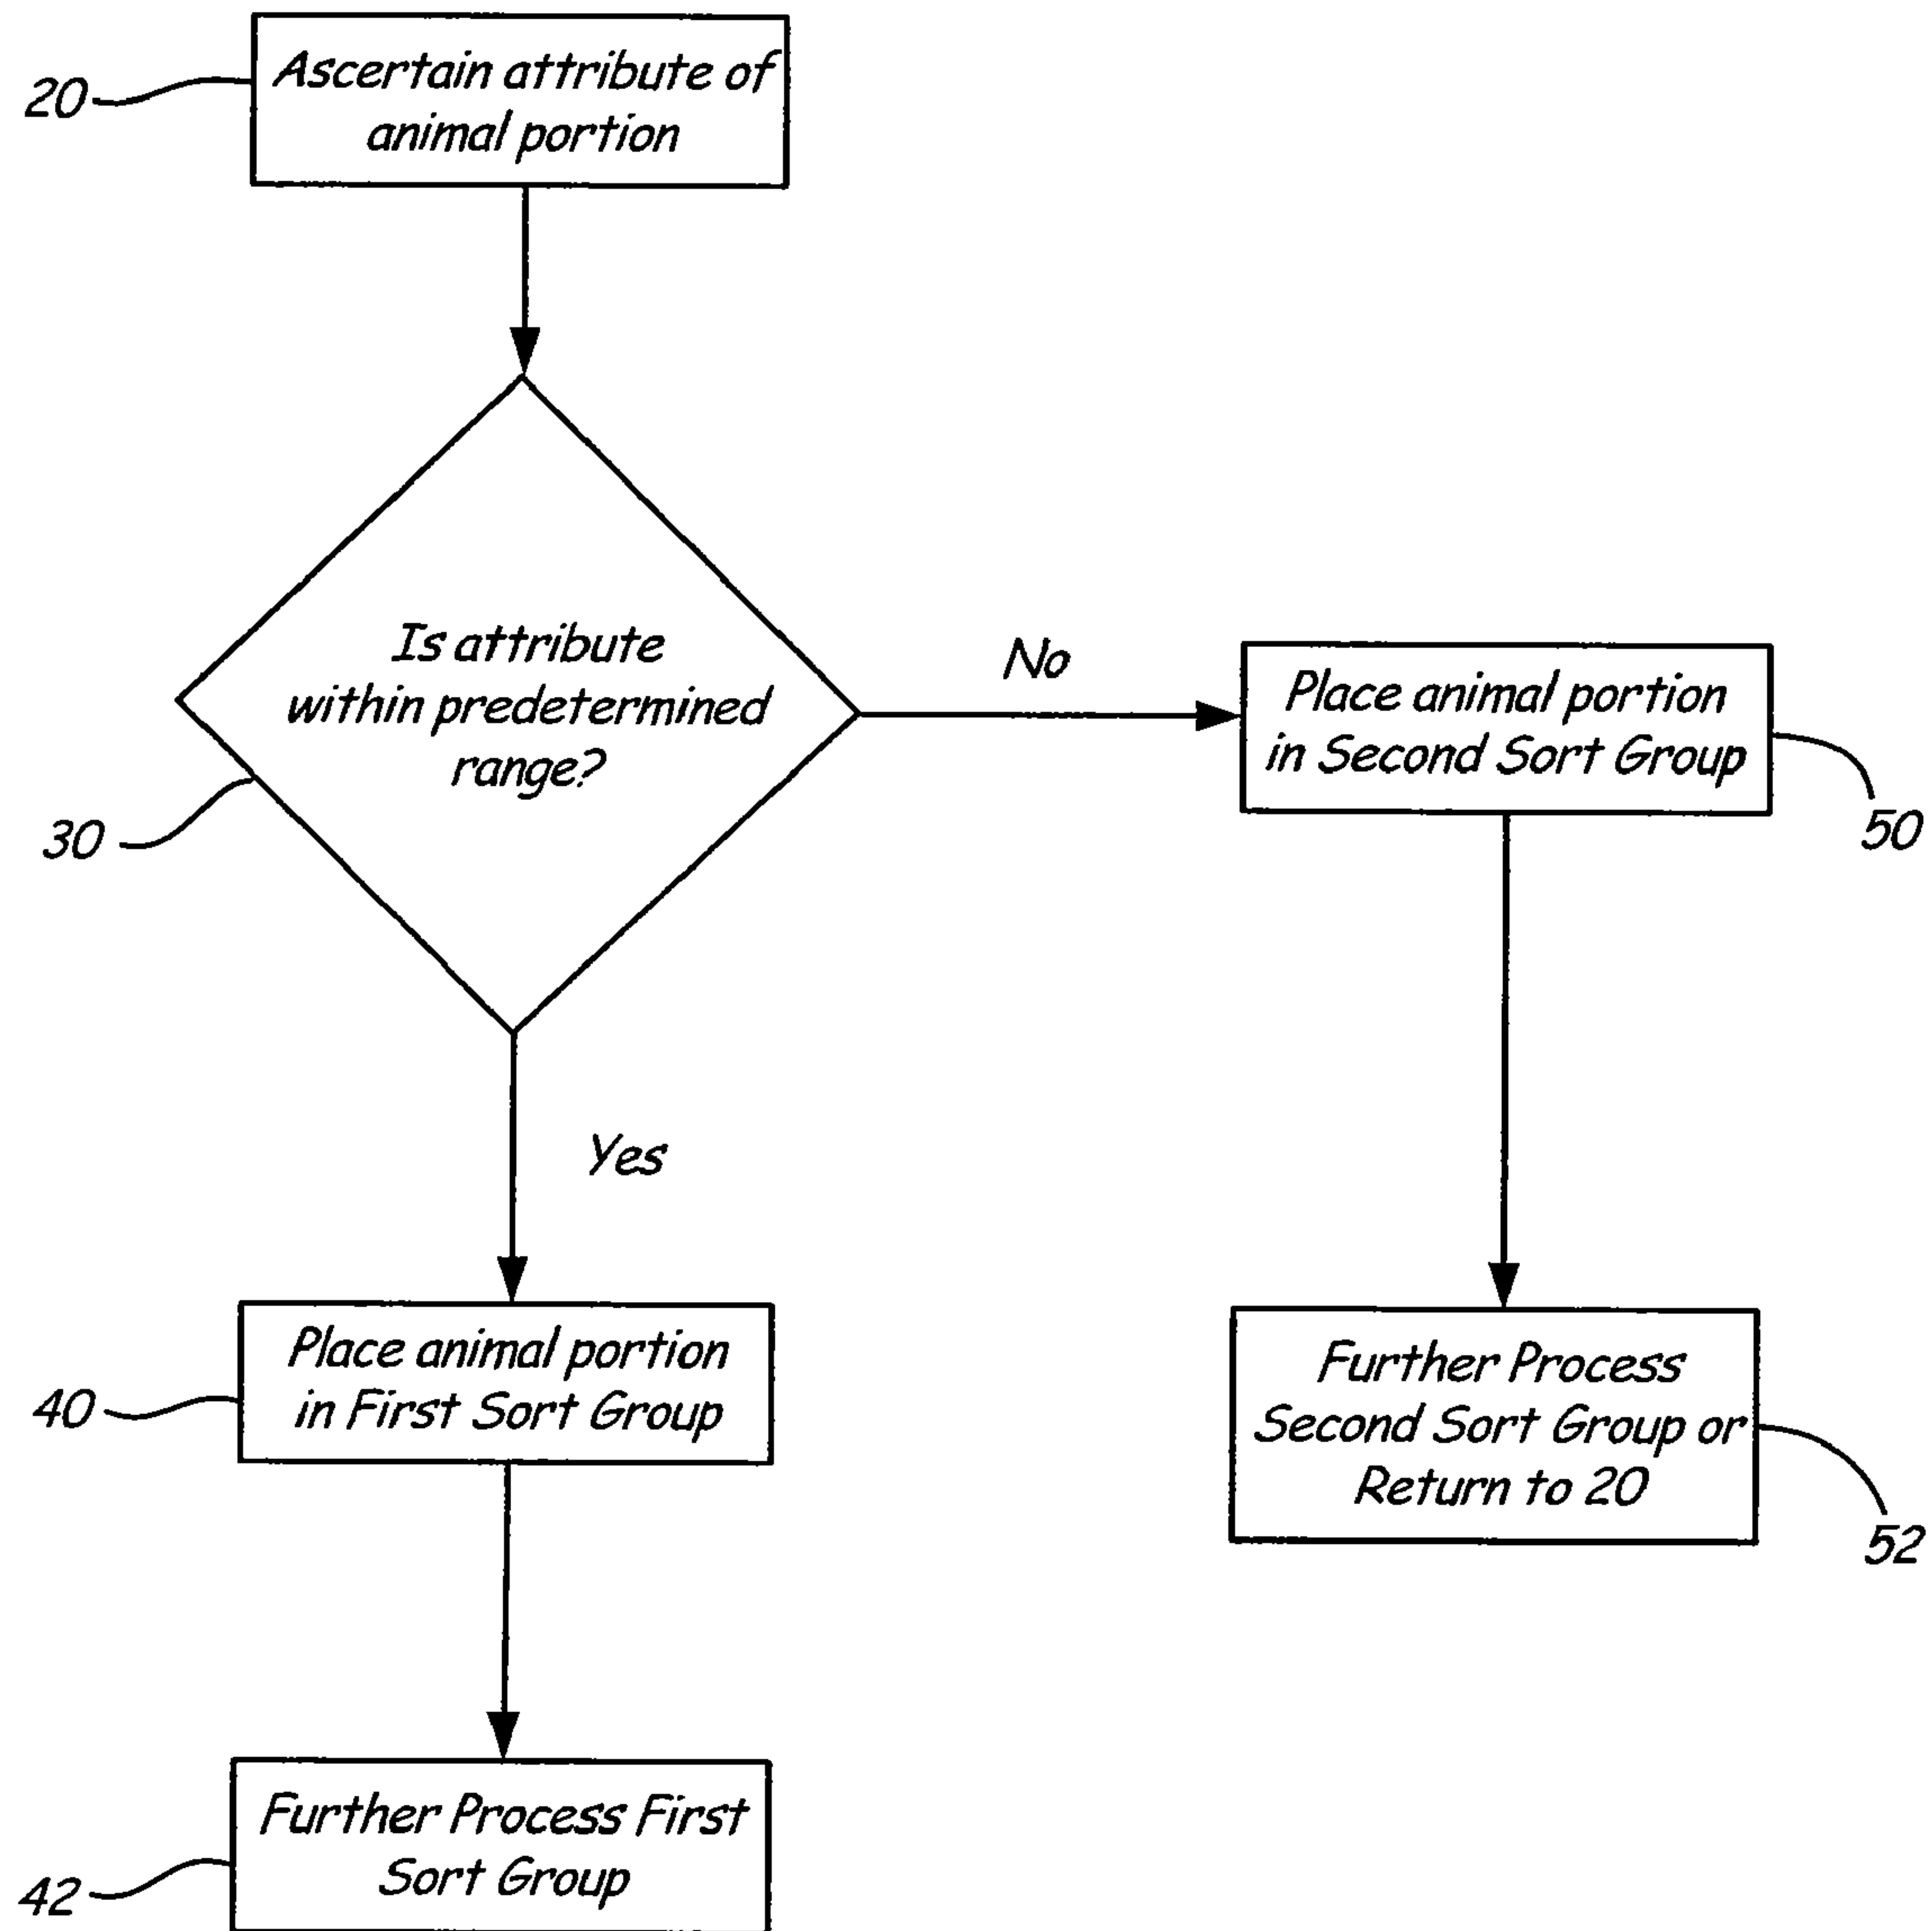 20
Ascertain attribute of
animal portion
Is attribute
within predetermined
range?
30
No
Place animal portion
in Second Sort Group
50
Yes
Place animal portion
in First Sort Group
40
Further Process
Second Sort Group or
Return to 20
52
Further Process First
Sort Group
42